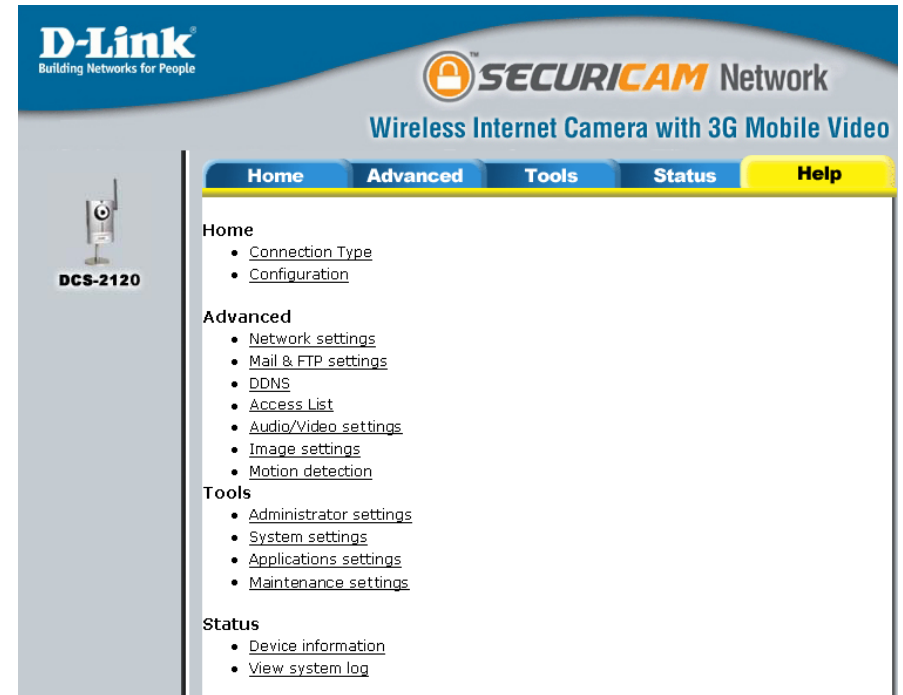 D-Link®
Building Networks for People
SECURICAM™ Network
Wireless Internet Camera with 3G Mobile Video
Home Advanced Tools Status Help
DCS-2120
Home
• Connection Type
• Configuration
Advanced
• Network settings
• Mail & FTP settings
• DDNS
• Access List
• Audio/Video settings
• Image settings
• Motion detection
Tools
• Administrator settings
• System settings
• Applications settings
• Maintenance settings
Status
• Device information
• View system log